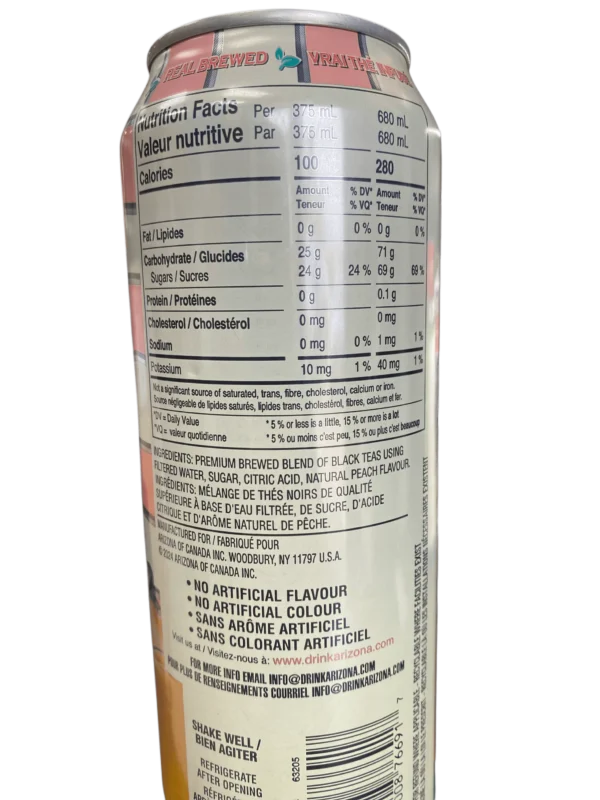 REAL BREWED VRAI THÉ INFUSÉ
Nutrition Facts Per 375 mL 680 mL
Valeur nutritive Par 375 mL 680 mL
Calories 100 280
Amount % DV* Amount % DV*
Teneur % VQ* Teneur % VQ*
Fat / Lipides 0 g 0% 0 g 0%
Carbohydrate / Glucides 25 g 71 g
Sugars / Sucres 24 g 24 % 69 g 69 %
Protein / Protéines 0 g 0.1 g
Cholesterol / Cholestérol 0 mg 0 mg
Sodium 0 mg 0% 1 mg 1%
Potassium 10 mg 1% 40 mg 1%
Not a significant source of saturated, trans, fibre, cholesterol, calcium or iron.
Source négligeable de lipides saturés, lipides trans, cholestérol, fibres, calcium et fer.
*DV = Daily Value *5 % or less is a little, 15 % or more is a lot
*VQ = valeur quotidienne *5 % ou moins c'est peu, 15 % ou plus c'est beaucoup
INGREDIENTS: PREMIUM BREWED BLEND OF BLACK TEAS USING
FILTERED WATER, SUGAR, CITRIC ACID, NATURAL PEACH FLAVOUR.
INGRÉDIENTS: MÉLANGE DE THÉS NOIRS DE QUALITÉ
SUPÉRIEURE À BASE D'EAU FILTRÉE, DE SUCRE, D'ACIDE
CITRIQUE ET D'ARÔME NATUREL DE PÊCHE.
MANUFACTURED FOR / FABRIQUÉ POUR
ARIZONA OF CANADA INC. WOODBURY, NY 11797 U.S.A.
© 2024 ARIZONA OF CANADA INC.
• NO ARTIFICIAL FLAVOUR
• NO ARTIFICIAL COLOUR
• SANS ARÔME ARTIFICIEL
• SANS COLORANT ARTIFICIEL
Visit us at / Visitez-nous à: www.drinkarizona.com
FOR MORE INFO EMAIL INFO@DRINKARIZONA.COM
POUR PLUS DE RENSEIGNEMENTS COURRIEL INFO@DRINKARIZONA.COM
SHAKE WELL /
BIEN AGITER
REFRIGERATE
AFTER OPENING
63205
76691 7